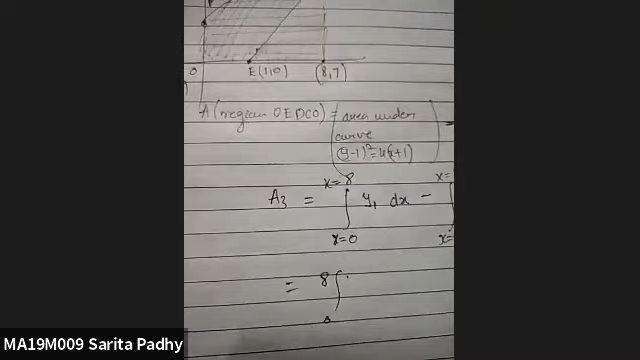 0 E(1,0) (8,7)
A (region OEDCO) = area under
curve
(y-1)²=4(x+1)
x=8 x=
A₃ = ∫ y₁ dx − ∫
x=0 x=
= 8 ∫
0
MA19M009 Sarita Padhy